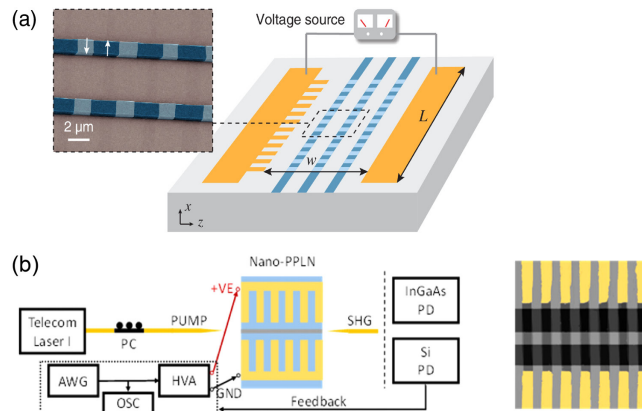 (a)
Voltage source
2 μm
w
L
x
z
(b)
Nano-PPLN
+VE
Telecom
Laser I
PC
PUMP
SHG
InGaAs
PD
Si
PD
AWG
HVA
OSC
GND
Feedback